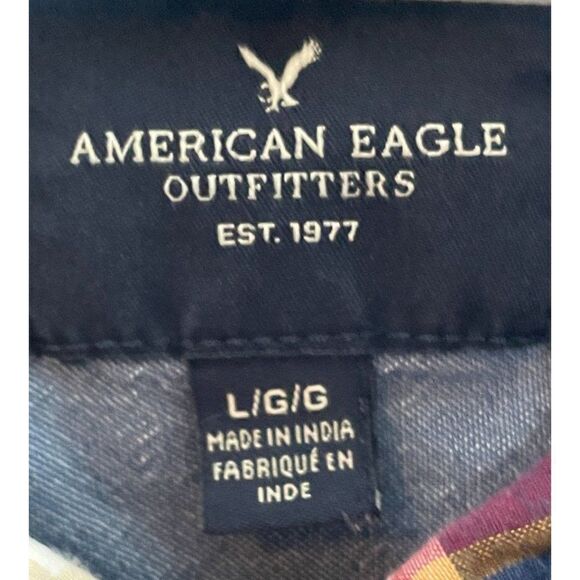 AMERICAN EAGLE
OUTFITTERS
EST. 1977
L/G/G
MADE IN INDIA
FABRIQUÉ EN
INDE